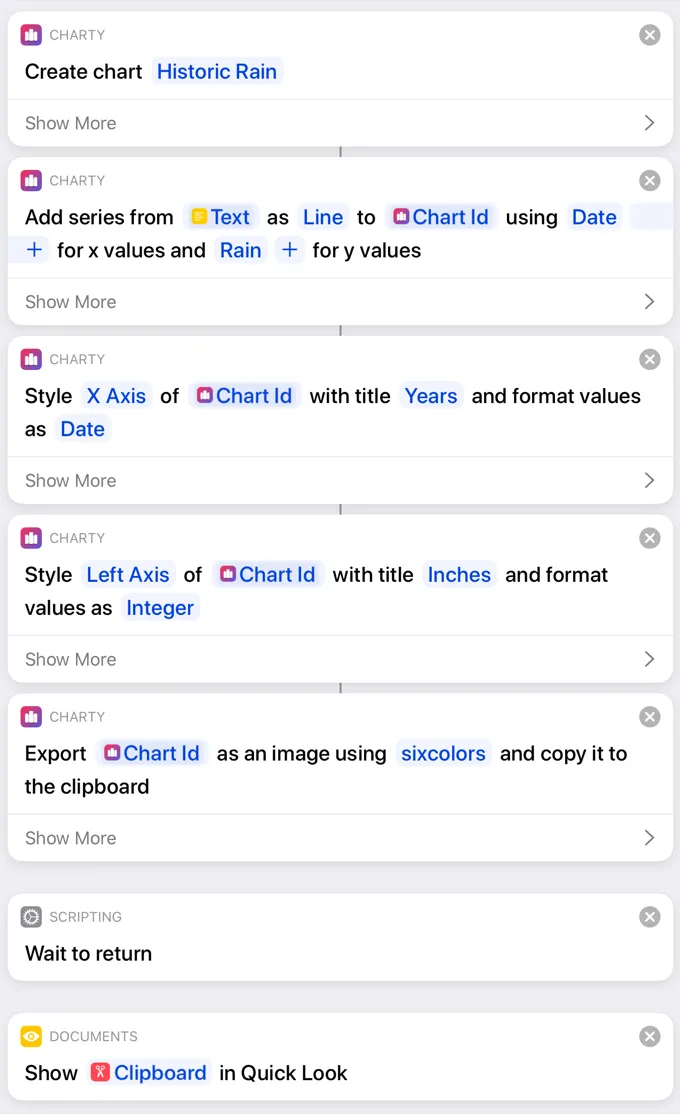 CHARTY
Create chart Historic Rain
Show More
CHARTY
Add series from Text as Line to Chart Id using Date
+ for x values and Rain + for y values
Show More
CHARTY
Style X Axis of Chart Id with title Years and format values
as Date
Show More
CHARTY
Style Left Axis of Chart Id with title Inches and format
values as Integer
Show More
CHARTY
Export Chart Id as an image using sixcolors and copy it to
the clipboard
Show More
SCRIPTING
Wait to return
DOCUMENTS
Show Clipboard in Quick Look